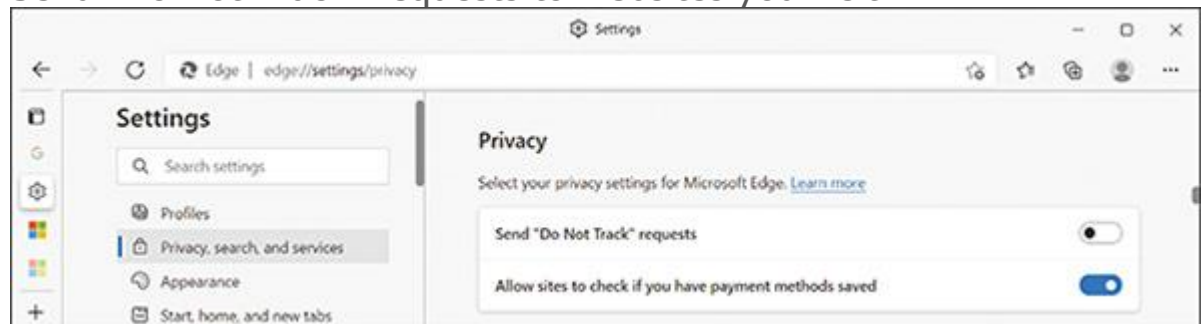 Settings
Edge | edge://settings/privacy
Settings
Search settings
Profiles
Privacy, search, and services
Appearance
Start, home, and new tabs
Privacy
Select your privacy settings for Microsoft Edge. Learn more
Send "Do Not Track" requests
Allow sites to check if you have payment methods saved